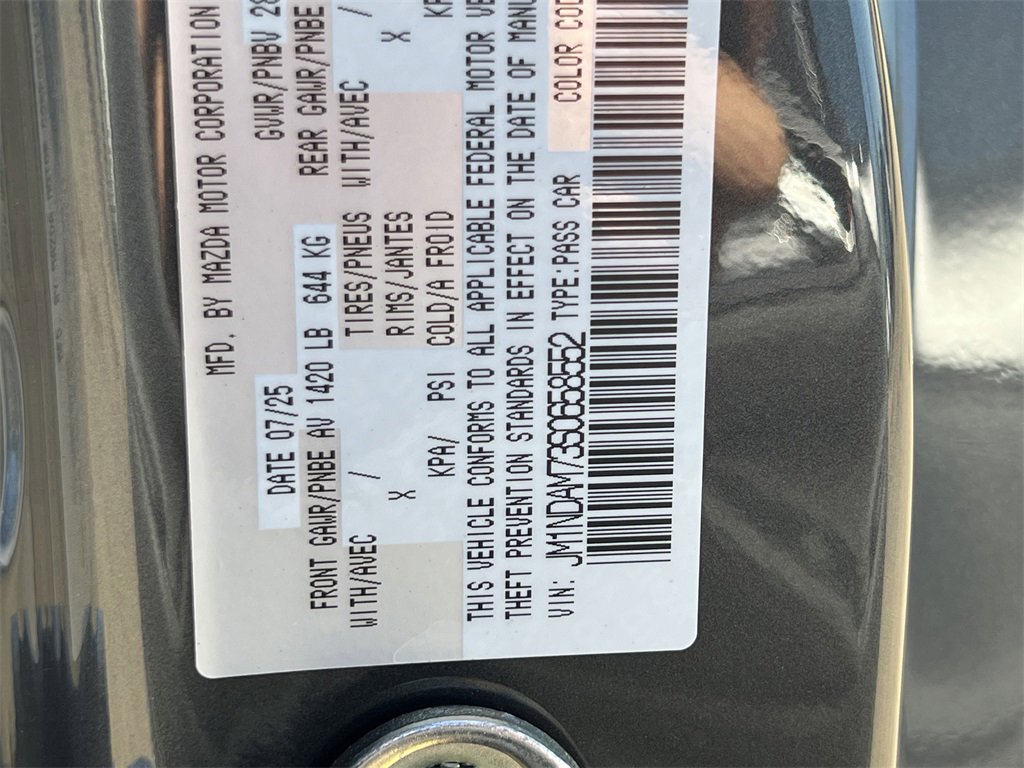 MFD. BY MAZDA MOTOR CORPORATION
DATE 07/25 GVWR/PNBV 28
FRONT GAWR/PNBE AV 1420 LB 644 KG REAR GAWR/PNBE
WITH/AVEC / TIRES/PNEUS WITH/AVEC /
X RIMS/JANTES X
KPA/ PSI COLD/A FROID KP
THIS VEHICLE CONFORMS TO ALL APPLICABLE FEDERAL MOTOR VE
THEFT PREVENTION STANDARDS IN EFFECT ON THE DATE OF MANU
VIN: JM1NDAM73S0658552 TYPE:PASS CAR COLOR COD